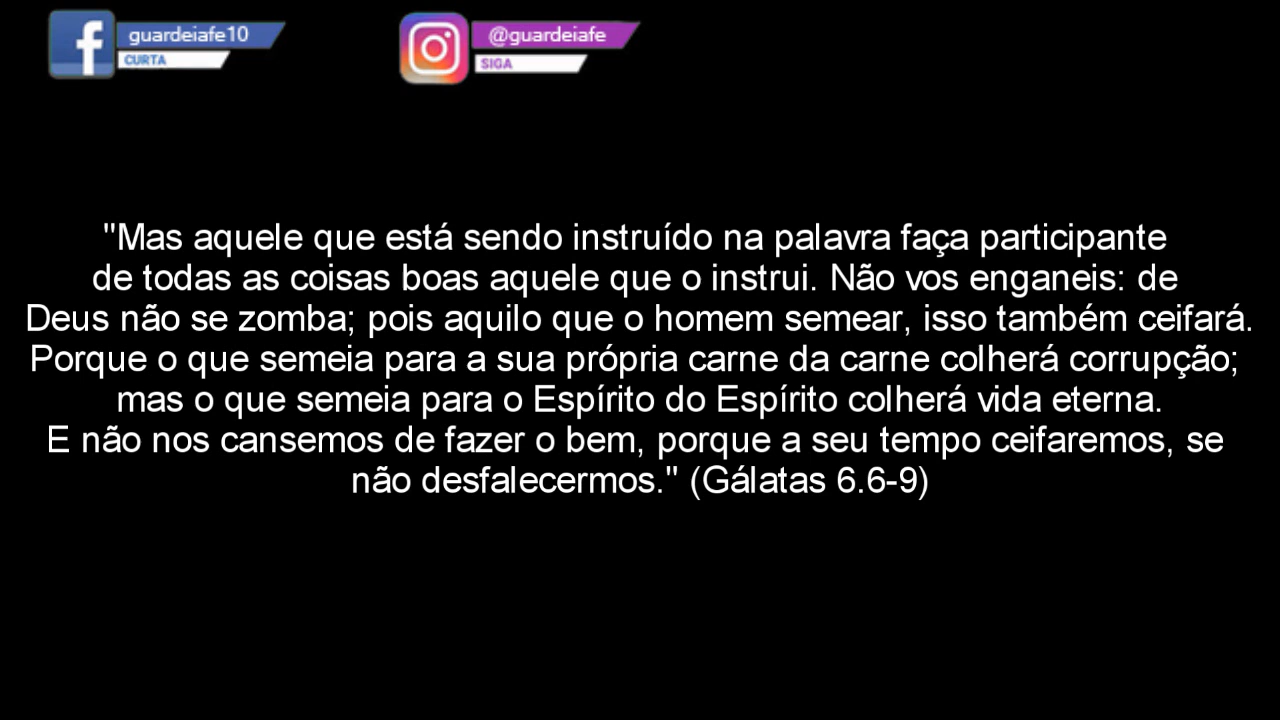 guardeiafe10
CURTA
@guardeiafe
SIGA
"Mas aquele que está sendo instruído na palavra faça participante
de todas as coisas boas aquele que o instrui. Não vos enganeis: de
Deus não se zomba; pois aquilo que o homem semear, isso também ceifará.
Porque o que semeia para a sua própria carne da carne colherá corrupção;
mas o que semeia para o Espírito do Espírito colherá vida eterna.
E não nos cansemos de fazer o bem, porque a seu tempo ceifaremos, se
não desfalecermos." (Gálatas 6.6-9)